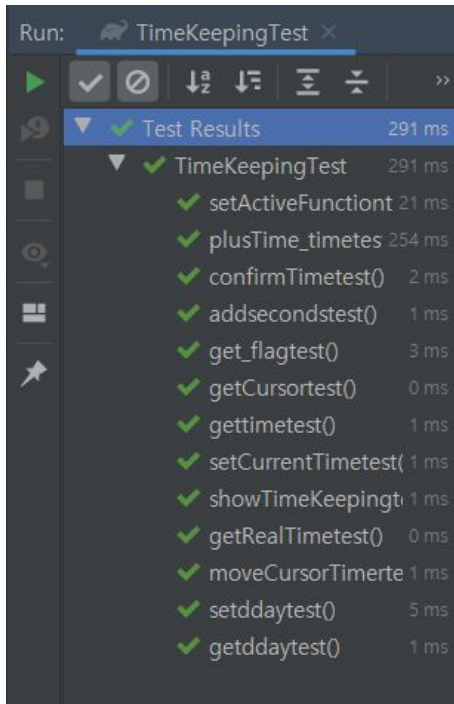 Run: TimeKeepingTest
Test Results 291 ms
TimeKeepingTest 291 ms
setActiveFunctiont 21 ms
plusTime_timetes 254 ms
confirmTimetest() 2 ms
addsecondstest() 1 ms
get_flagtest() 3 ms
getCursortest() 0 ms
gettimetest() 1 ms
setCurrentTimetest( 1 ms
showTimeKeepingt 1 ms
getRealTimetest() 0 ms
moveCursorTimerte 1 ms
setddaytest() 5 ms
getddaytest() 1 ms